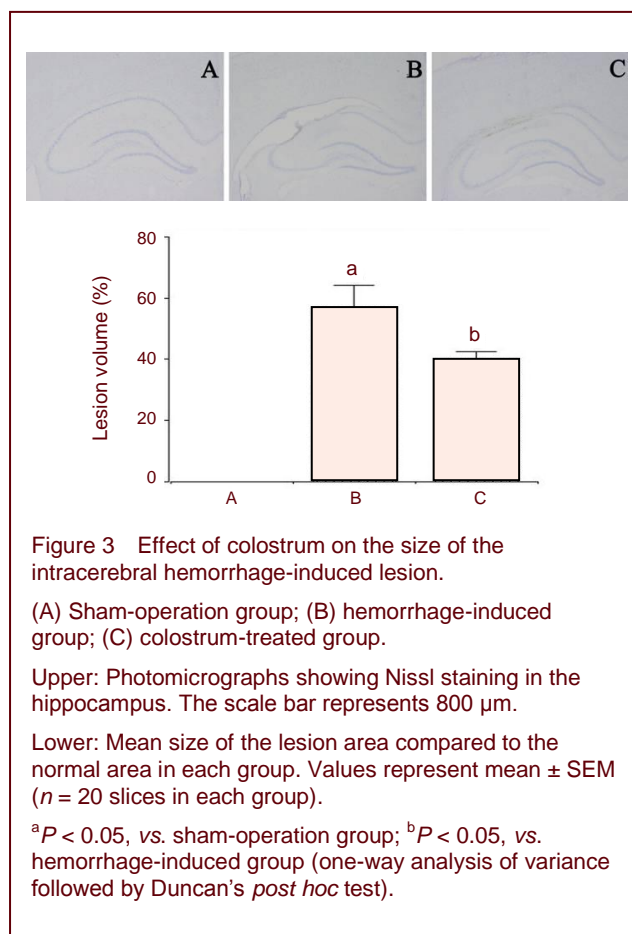 A
B
C
80
a
60
b
40
20
0
Lesion volume (%)
A
B
C
Figure 3 Effect of colostrum on the size of the
intracerebral hemorrhage-induced lesion.
(A) Sham-operation group; (B) hemorrhage-induced
group; (C) colostrum-treated group.
Upper: Photomicrographs showing Nissl staining in the
hippocampus. The scale bar represents 800 μm.
Lower: Mean size of the lesion area compared to the
normal area in each group. Values represent mean ± SEM
(n = 20 slices in each group).
aP < 0.05, vs. sham-operation group; bP < 0.05, vs.
hemorrhage-induced group (one-way analysis of variance
followed by Duncan's post hoc test).